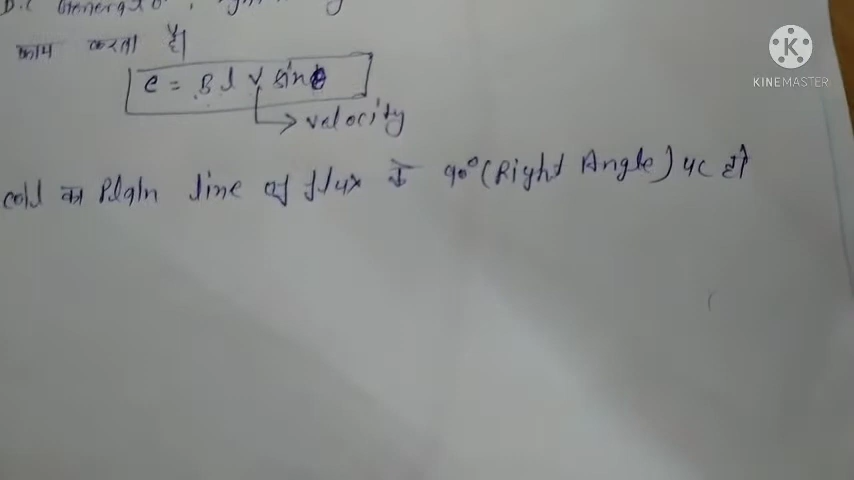 D.C Generator
काम करता है।
e = B l v sinθ
velocity
coil का Plain line of flux के 90° (Right Angle) पर हो
K
KINEMASTER